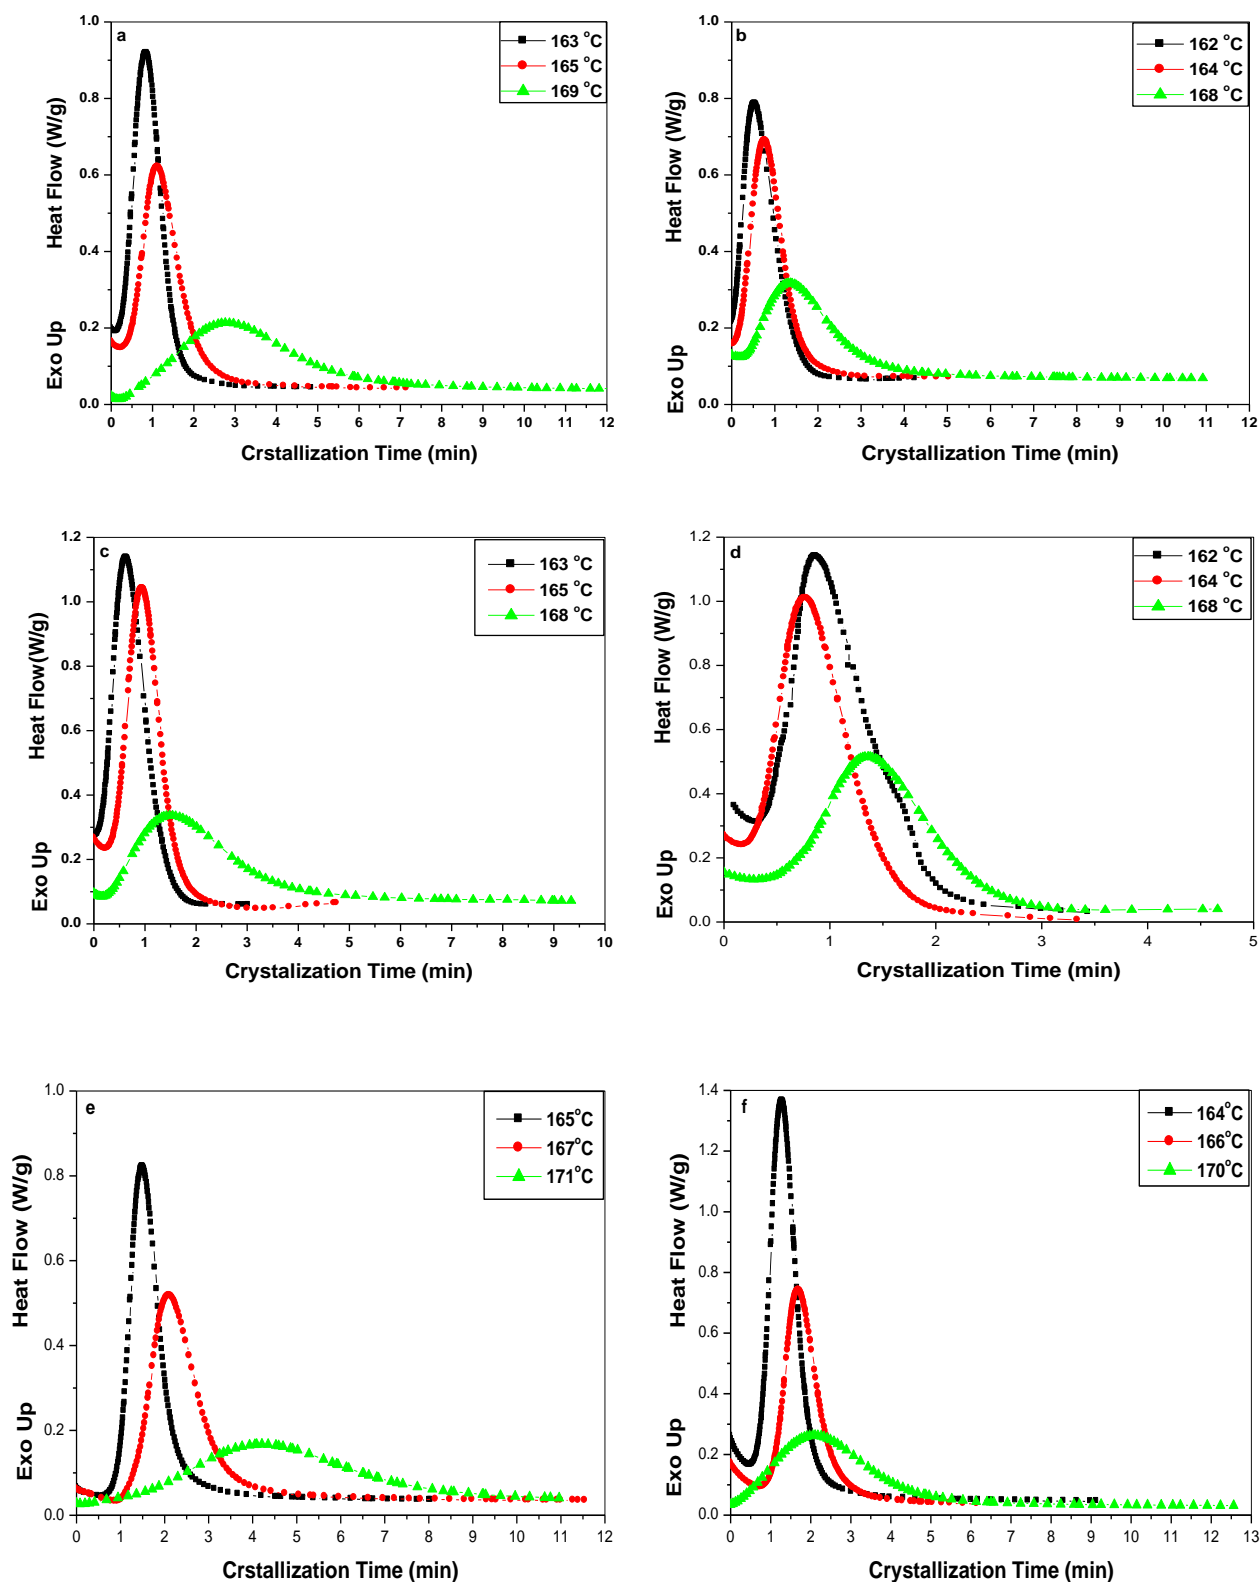 a
163 °C
165 °C
169 °C
1.0
0.8
0.6
0.4
0.2
0.0
Heat Flow (W/g)
Exo Up
0 1 2 3 4 5 6 7 8 9 10 11 12
Crstallization Time (min)
b
162 °C
164 °C
168 °C
1.0
0.8
0.6
0.4
0.2
0.0
Heat Flow (W/g)
Exo Up
0 1 2 3 4 5 6 7 8 9 10 11 12
Crystallization Time (min)
c
163 °C
165 °C
168 °C
1.2
1.0
0.8
0.6
0.4
0.2
0.0
Heat Flow(W/g)
Exo Up
0 1 2 3 4 5 6 7 8 9 10
Crystalization Time (min)
d
162 °C
164 °C
168 °C
1.2
1.0
0.8
0.6
0.4
0.2
0.0
Heat Flow (W/g)
Exo Up
0 1 2 3 4 5
Crystallization Time (min)
e
165°C
167°C
171°C
1.0
0.8
0.6
0.4
0.2
0.0
Heat Flow (W/g)
Exo Up
0 1 2 3 4 5 6 7 8 9 10 11 12
Crstallization Time (min)
f
164°C
166°C
170°C
1.4
1.2
1.0
0.8
0.6
0.4
0.2
0.0
Heat Flow (W/g)
Exo Up
0 1 2 3 4 5 6 7 8 9 10 11 12 13
Crystallization Time (min)